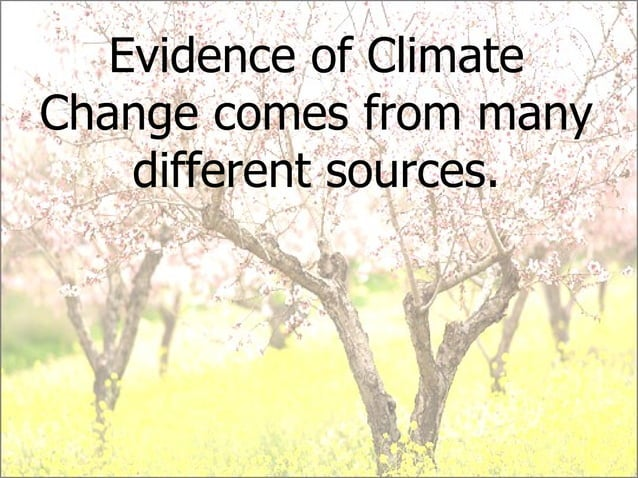 Evidence of Climate
Change comes from many
different sources.